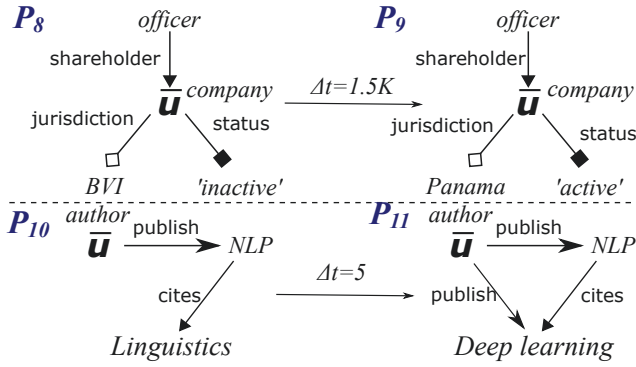 P8 officer P9 officer
shareholder shareholder
ū company Δt=1.5K ū company
jurisdiction status jurisdiction status
BVI 'inactive' Panama 'active'
P10 author publish P11 author publish
ū NLP ū NLP
cites Δt=5 publish cites
Linguistics Deep learning